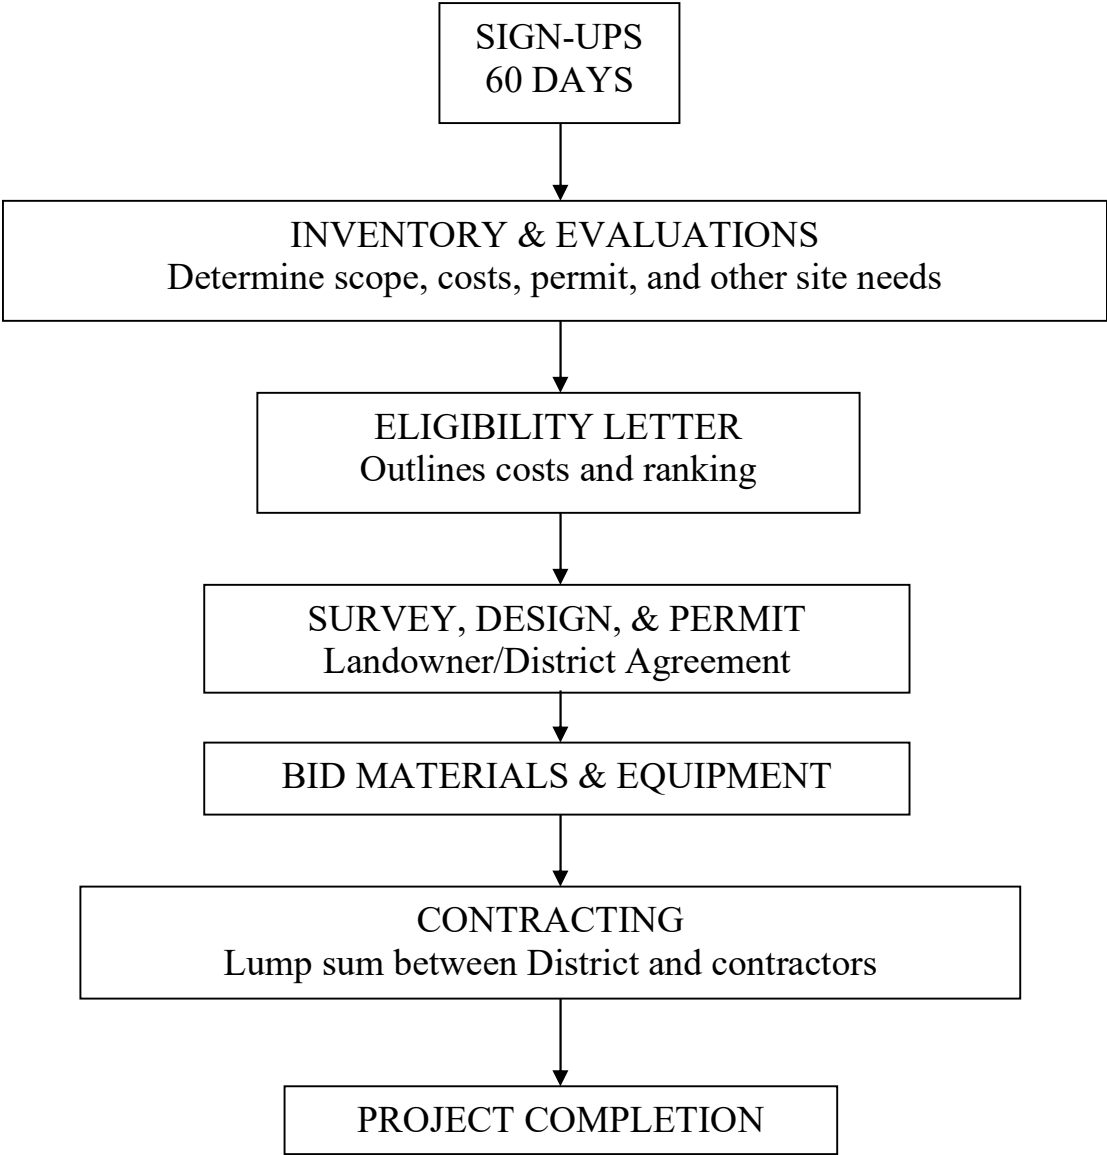 SIGN-UPS
60 DAYS
INVENTORY & EVALUATIONS
Determine scope, costs, permit, and other site needs
ELIGIBILITY LETTER
Outlines costs and ranking
SURVEY, DESIGN, & PERMIT
Landowner/District Agreement
BID MATERIALS & EQUIPMENT
CONTRACTING
Lump sum between District and contractors
PROJECT COMPLETION